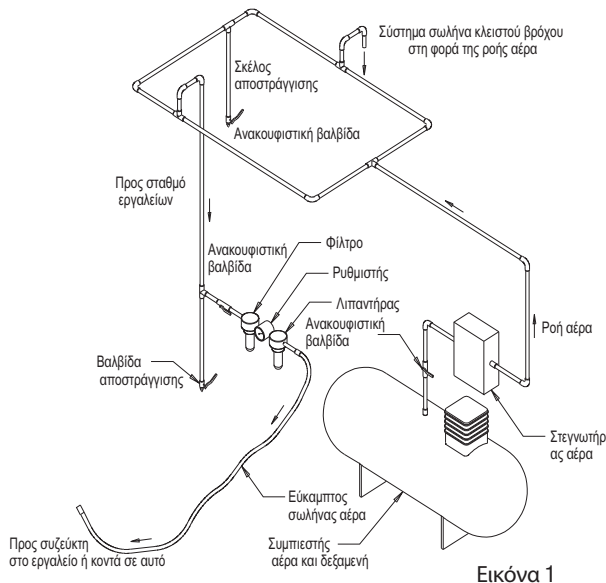 Σύστημα σωλήνα κλειστού βρόχου
στη φορά της ροής αέρα
Σκέλος
αποστράγγισης
Ανακουφιστική βαλβίδα
Προς σταθμό
εργαλείων
Ανακουφιστική
βαλβίδα
Φίλτρο
Ρυθμιστής
Λιπαντήρας
Ανακουφιστική
βαλβίδα
Ροή αέρα
Βαλβίδα
αποστράγγισης
Στεγνωτήρ
ας αέρα
Εύκαμπτος
σωλήνας αέρα
Προς συζεύκτη
στο εργαλείο ή κοντά σε αυτό
Συμπιεστής
αέρα και δεξαμενή
Εικόνα 1